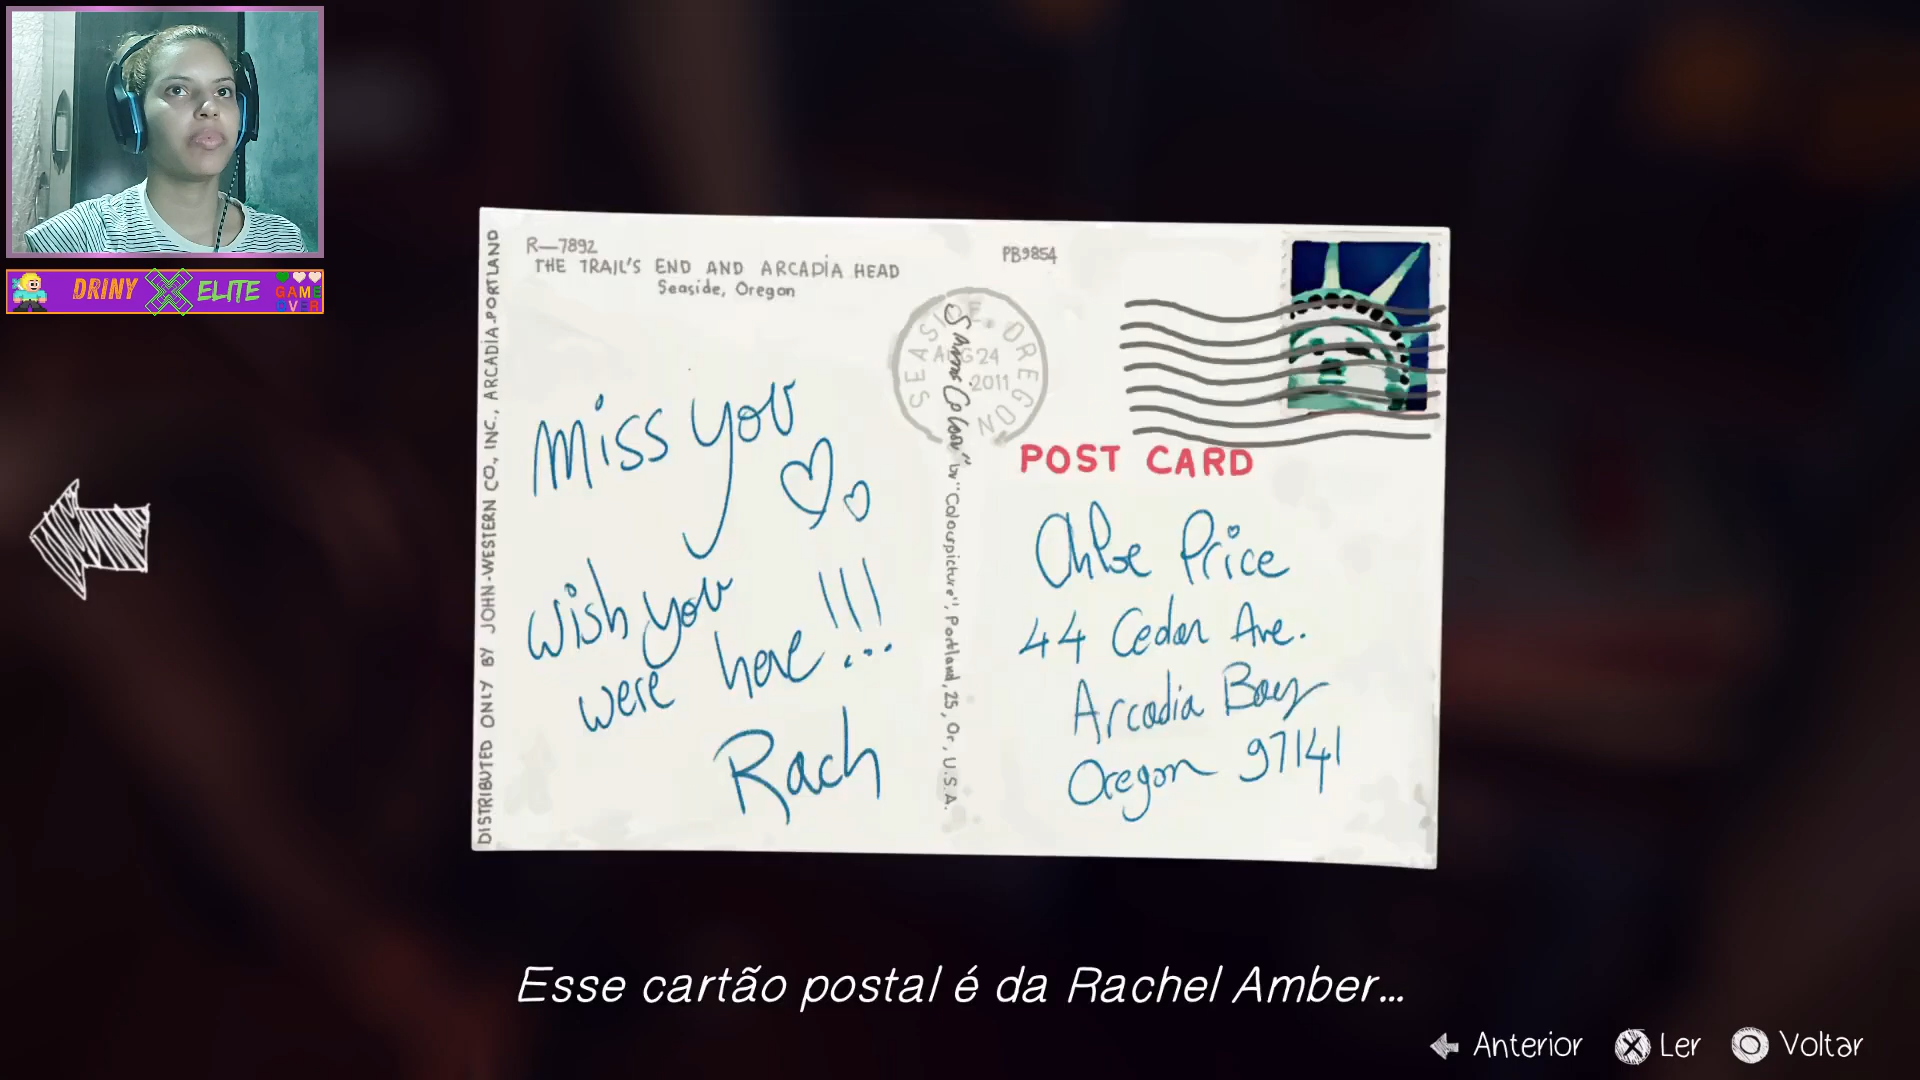 DRINY ELITE
GAME
OVER
R—7892
THE TRAIL'S END AND ARCADIA HEAD
Seaside, Oregon
PB9854
DISTRIBUTED ONLY BY JOHN-WESTERN CO., INC., ARCADIA-PORTLAND
SEASIDE, OREGON
AUG 24
2011
by "Colourpicture", Portland, 25, Or, U.S.A.
POST CARD
Miss you
wish you
were here!!!
Rach
Chloe Price
44 Cedar Ave.
Arcadia Bay
Oregon 97141
Esse cartão postal é da Rachel Amber...
Anterior
Ler
Voltar